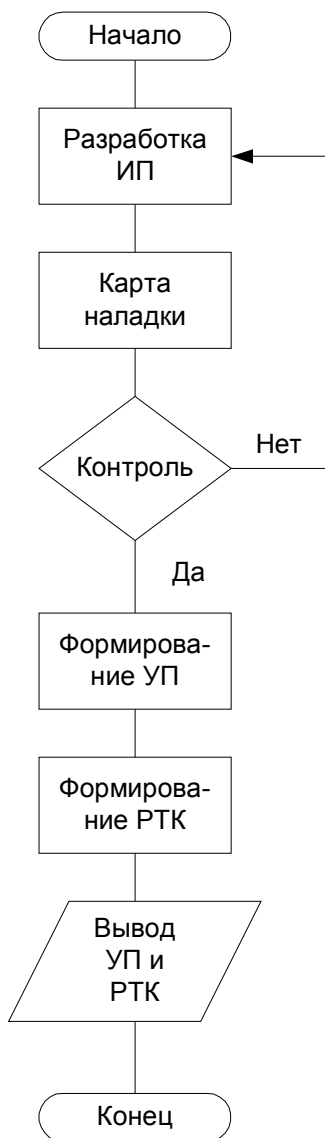 Начало
Разработка
ИП
Карта
наладки
Контроль
Нет
Да
Формирова-
ние УП
Формирова-
ние РТК
Вывод
УП и
РТК
Конец